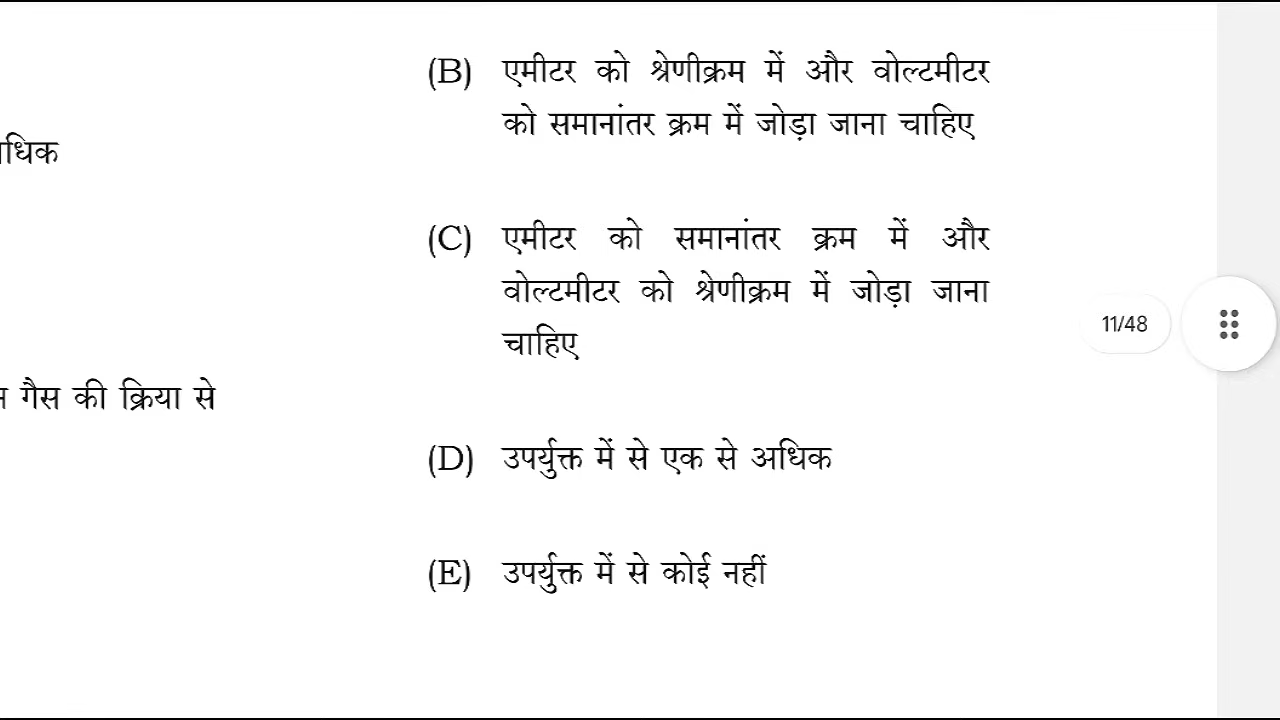 (B) एमीटर को श्रेणीक्रम में और वोल्टमीटर
को समानांतर क्रम में जोड़ा जाना चाहिए
(C) एमीटर को समानांतर क्रम में और
वोल्टमीटर को श्रेणीक्रम में जोड़ा जाना
चाहिए
(D) उपर्युक्त में से एक से अधिक
(E) उपर्युक्त में से कोई नहीं
गैस की क्रिया से
11/48